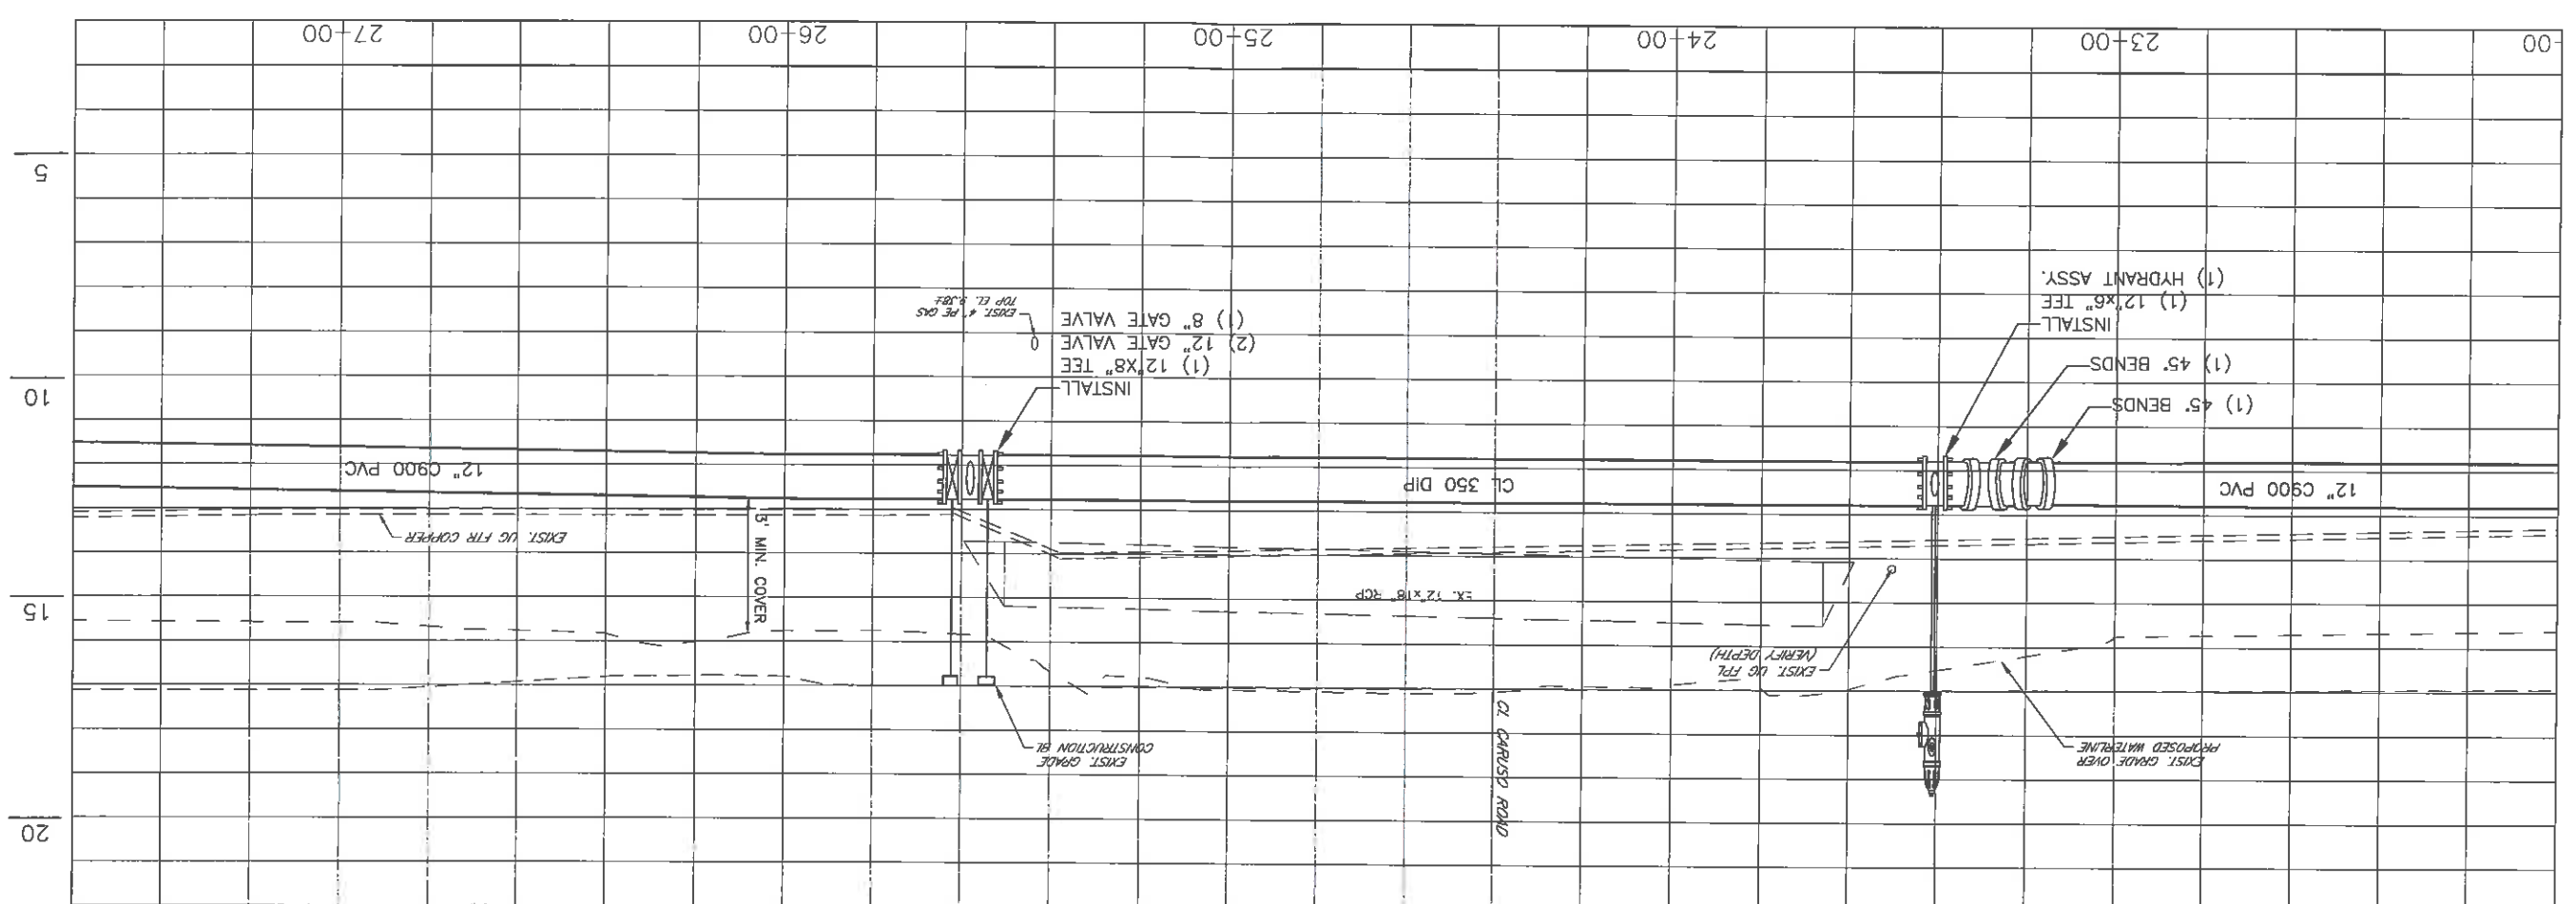 20
15
10
5
EXIST. GRADE OVER
PROPOSED WATERLINE
CL CARUSO ROAD
EXIST. GRADE
CONSTRUCTION BL
EXIST. UG FPL
(VERIFY DEPTH)
EX. 12"x18" RCP
3' MIN. COVER
EXIST. UG FTR COPPER
12" C900 PVC
CL 350 DIP
12" C900 PVC
(1) 45° BENDS
(1) 45° BENDS
INSTALL
(1) 12"x6" TEE
(1) HYDRANT ASSY.
INSTALL
(1) 12"X8" TEE
(2) 12" GATE VALVE
(1) 8" GATE VALVE
EXIST. 4" PE GAS
TOP EL. 9.38±
00
23+00
24+00
25+00
26+00
27+00